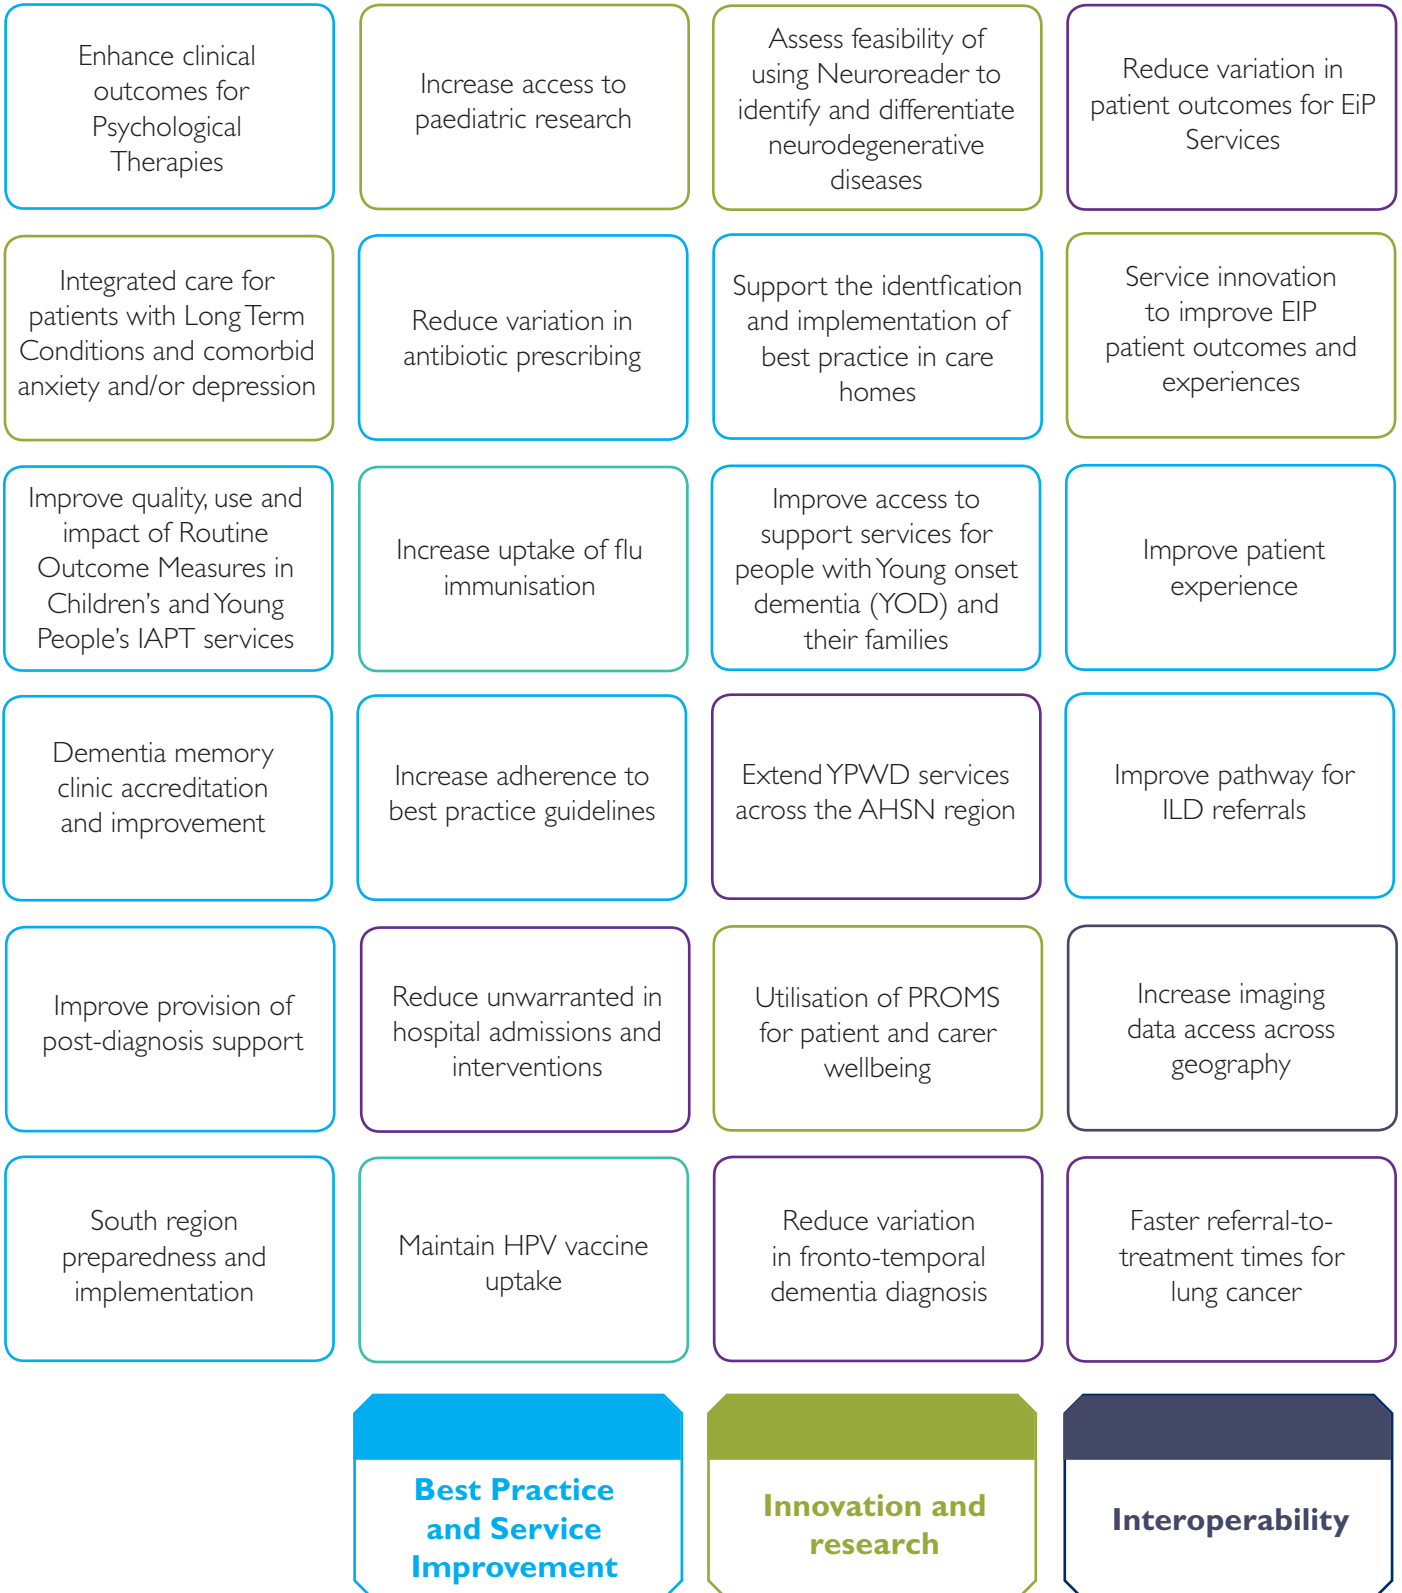 Enhance clinical
outcomes for
Psychological
Therapies
Increase access to
paediatric research
Assess feasibility of
using Neuroreader to
identify and differentiate
neurodegenerative
diseases
Reduce variation in
patient outcomes for EiP
Services
Integrated care for
patients with Long Term
Conditions and comorbid
anxiety and/or depression
Reduce variation in
antibiotic prescribing
Support the identfication
and implementation of
best practice in care
homes
Service innovation
to improve EIP
patient outcomes and
experiences
Improve quality, use and
impact of Routine
Outcome Measures in
Children's and Young
People's IAPT services
Increase uptake of flu
immunisation
Improve access to
support services for
people with Young onset
dementia (YOD) and
their families
Improve patient
experience
Dementia memory
clinic accreditation
and improvement
Increase adherence to
best practice guidelines
Extend YPWD services
across the AHSN region
Improve pathway for
ILD referrals
Improve provision of
post-diagnosis support
Reduce unwarranted in
hospital admissions and
interventions
Utilisation of PROMS
for patient and carer
wellbeing
Increase imaging
data access across
geography
South region
preparedness and
implementation
Maintain HPV vaccine
uptake
Reduce variation
in fronto-temporal
dementia diagnosis
Faster referral-to-
treatment times for
lung cancer
Best Practice
and Service
Improvement
Innovation and
research
Interoperability